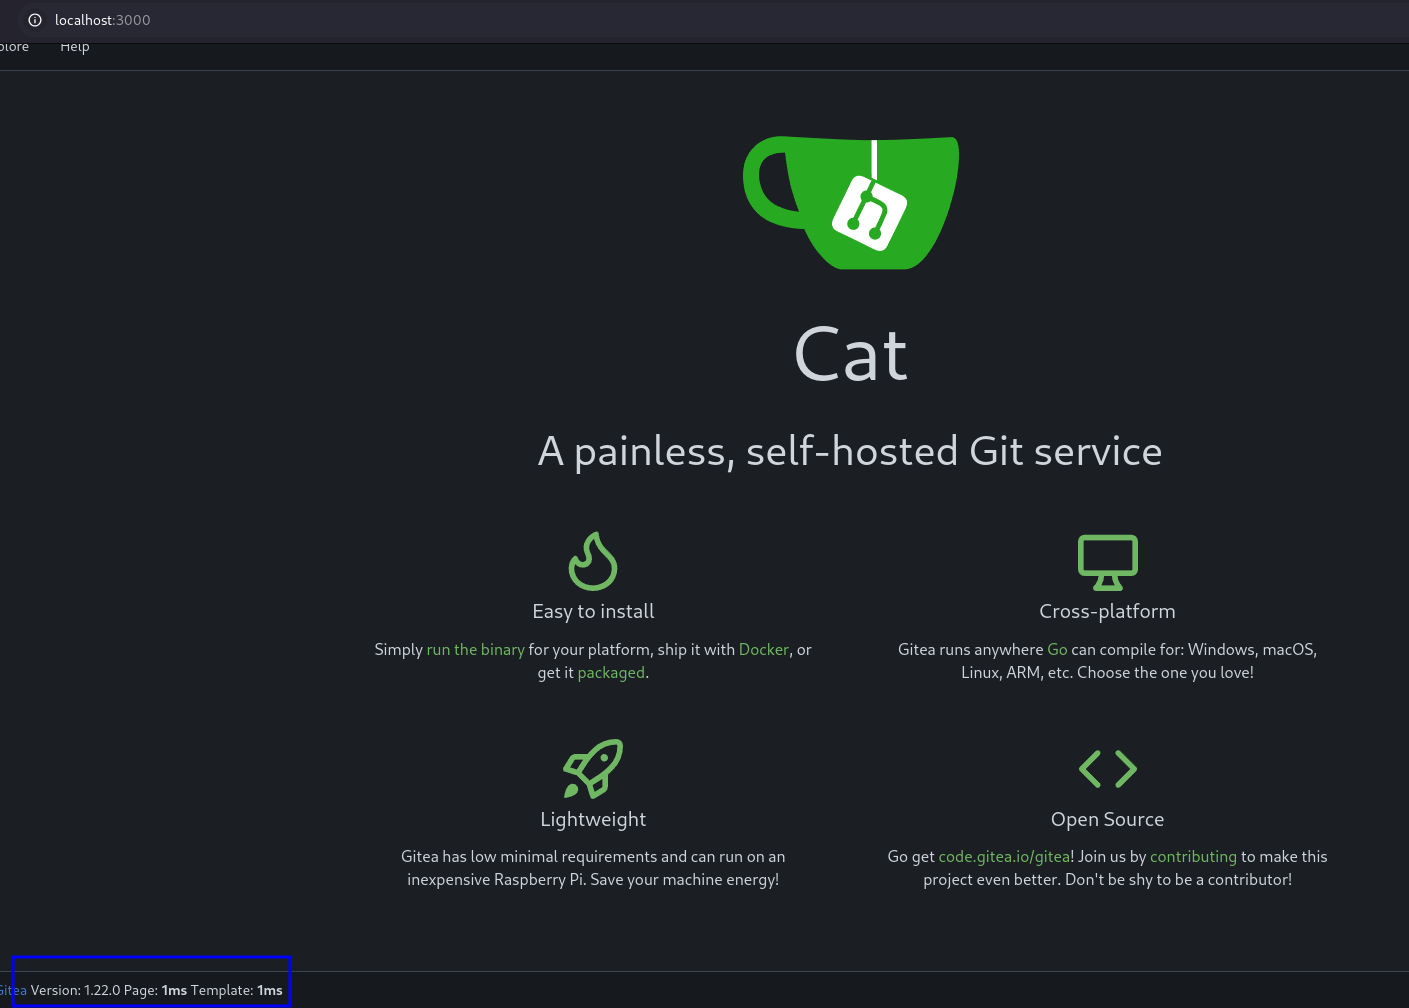 localhost:3000
plore Help
Cat
A painless, self-hosted Git service
Easy to install
Simply run the binary for your platform, ship it with Docker, or
get it packaged.
Cross-platform
Gitea runs anywhere Go can compile for: Windows, macOS,
Linux, ARM, etc. Choose the one you love!
Lightweight
Gitea has low minimal requirements and can run on an
inexpensive Raspberry Pi. Save your machine energy!
Open Source
Go get code.gitea.io/gitea! Join us by contributing to make this
project even better. Don't be shy to be a contributor!
Gitea Version: 1.22.0 Page: 1ms Template: 1ms